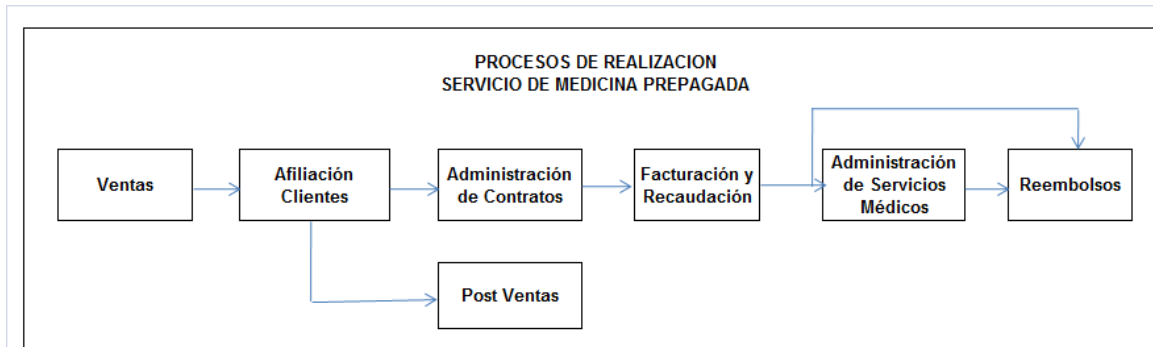 PROCESOS DE REALIZACION
SERVICIO DE MEDICINA PREPAGADA
Ventas
Afiliación
Clientes
Administración
de Contratos
Facturación y
Recaudación
Administración
de Servicios
Médicos
Reembolsos
Post Ventas